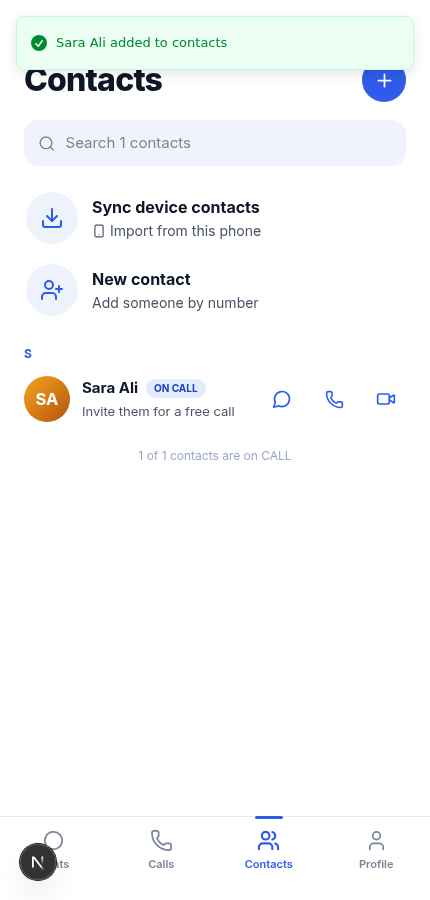 Sara Ali added to contacts
Contacts
Search 1 contacts
Sync device contacts
Import from this phone
New contact
Add someone by number
S
SA
Sara Ali
ON CALL
Invite them for a free call
1 of 1 contacts are on CALL
N
Calls
Contacts
Profile